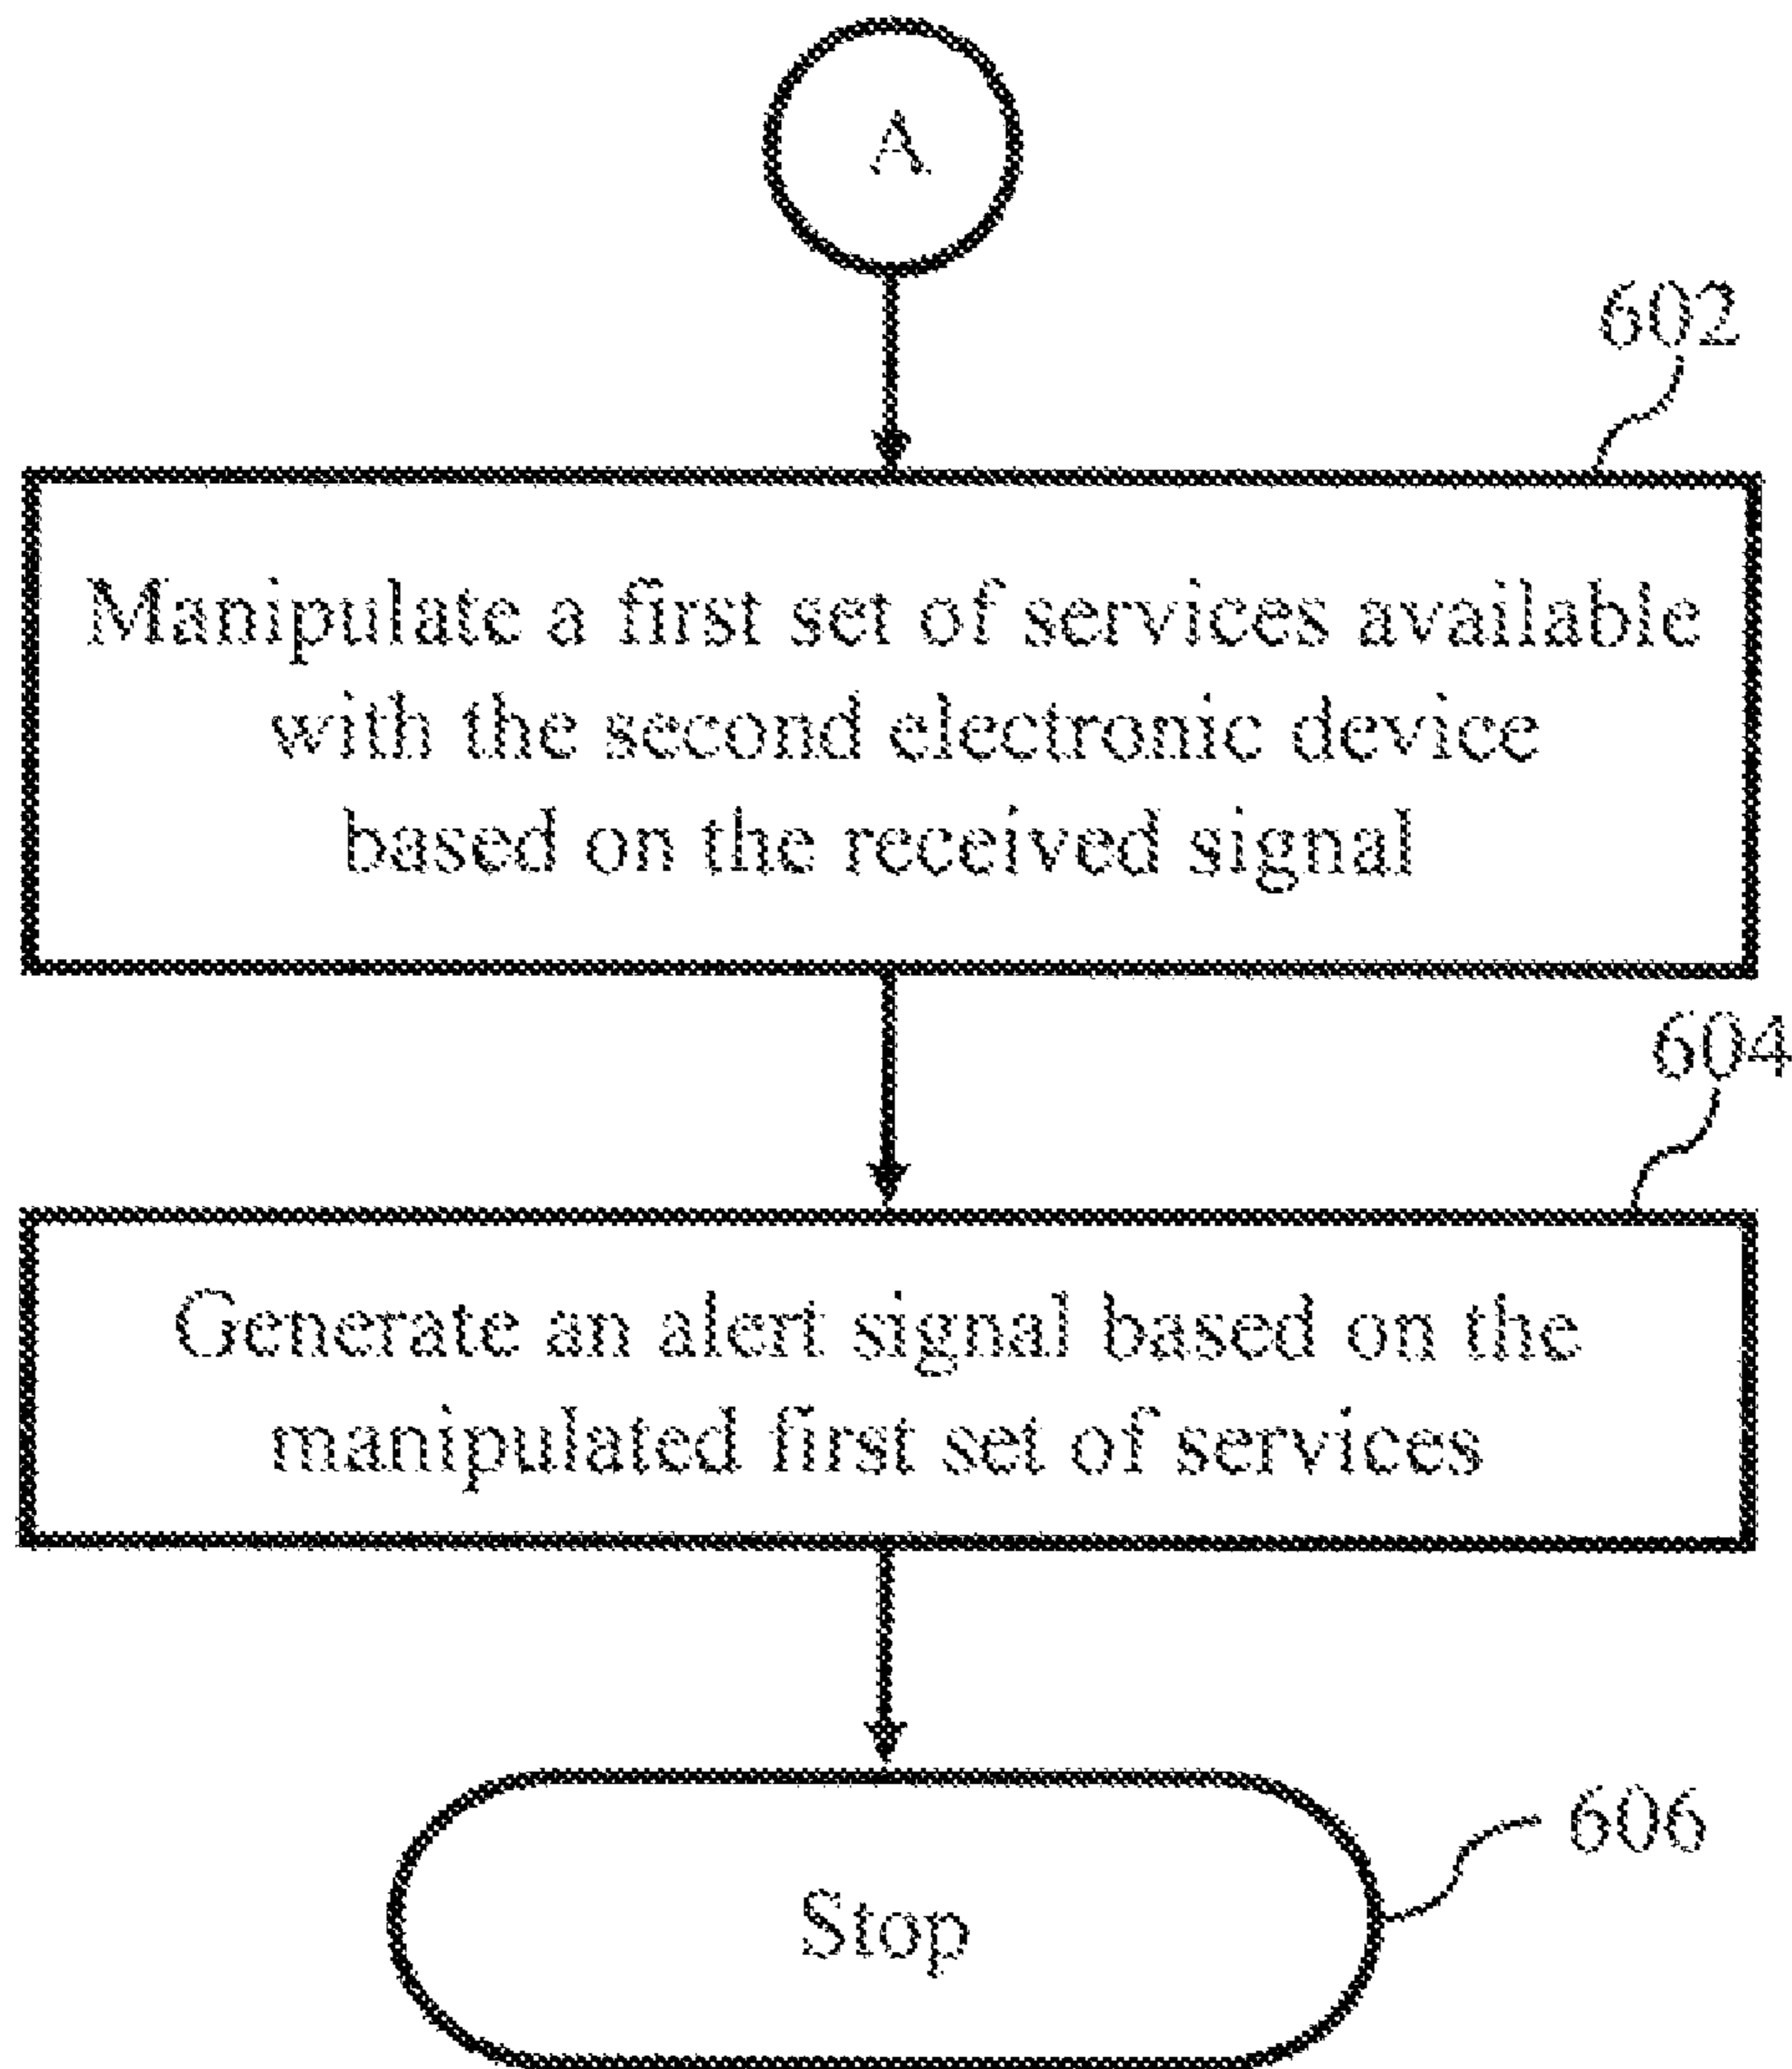 A
602
Manipulate a first set of services available
with the second electronic device
based on the received signal
604
Generate an alert signal based on the
manipulated first set of services
606
Stop